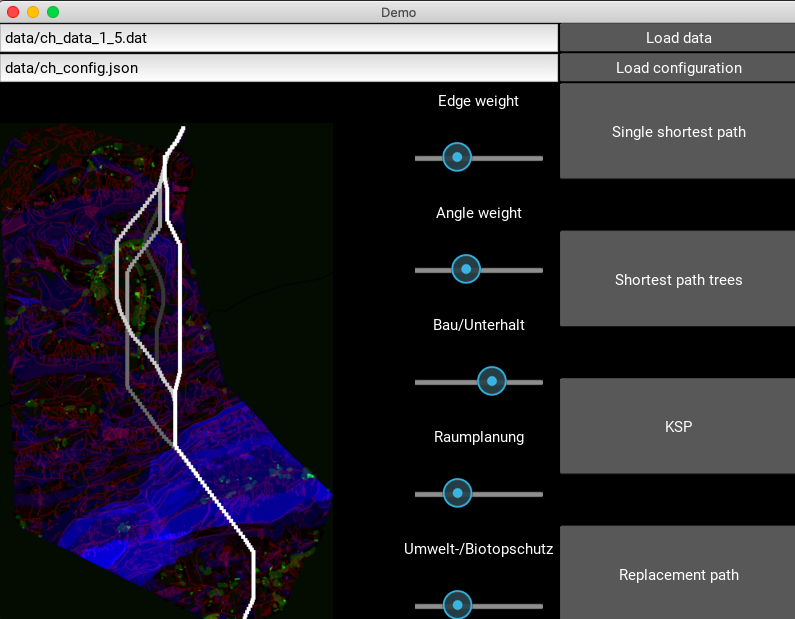 Demo
data/ch_data_1_5.dat
Load data
data/ch_config.json
Load configuration
Edge weight
Single shortest path
Angle weight
Shortest path trees
Bau/Unterhalt
KSP
Raumplanung
Umwelt-/Biotopschutz
Replacement path